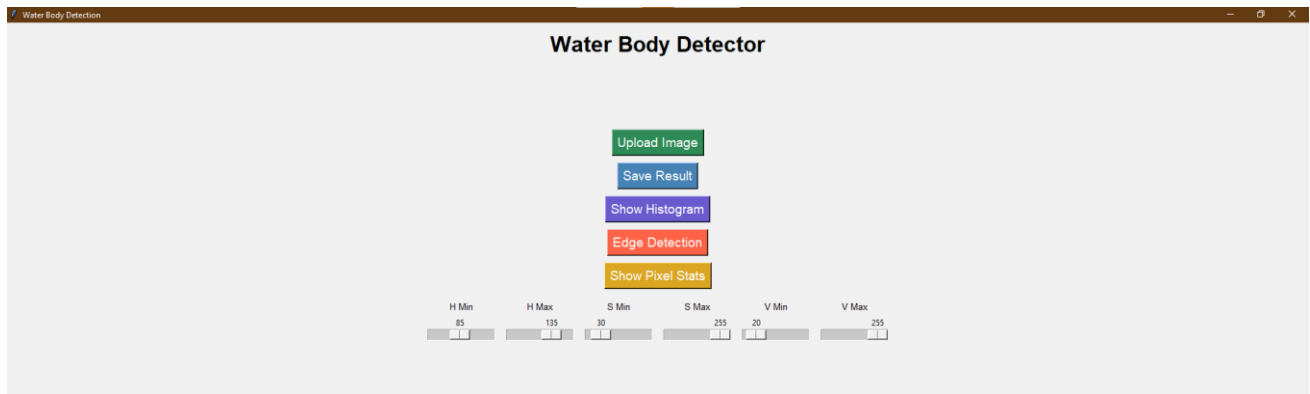 Water Body Detection
Water Body Detector
Upload Image
Save Result
Show Histogram
Edge Detection
Show Pixel Stats
H Min H Max S Min S Max V Min V Max
85 135 30 255 20 255